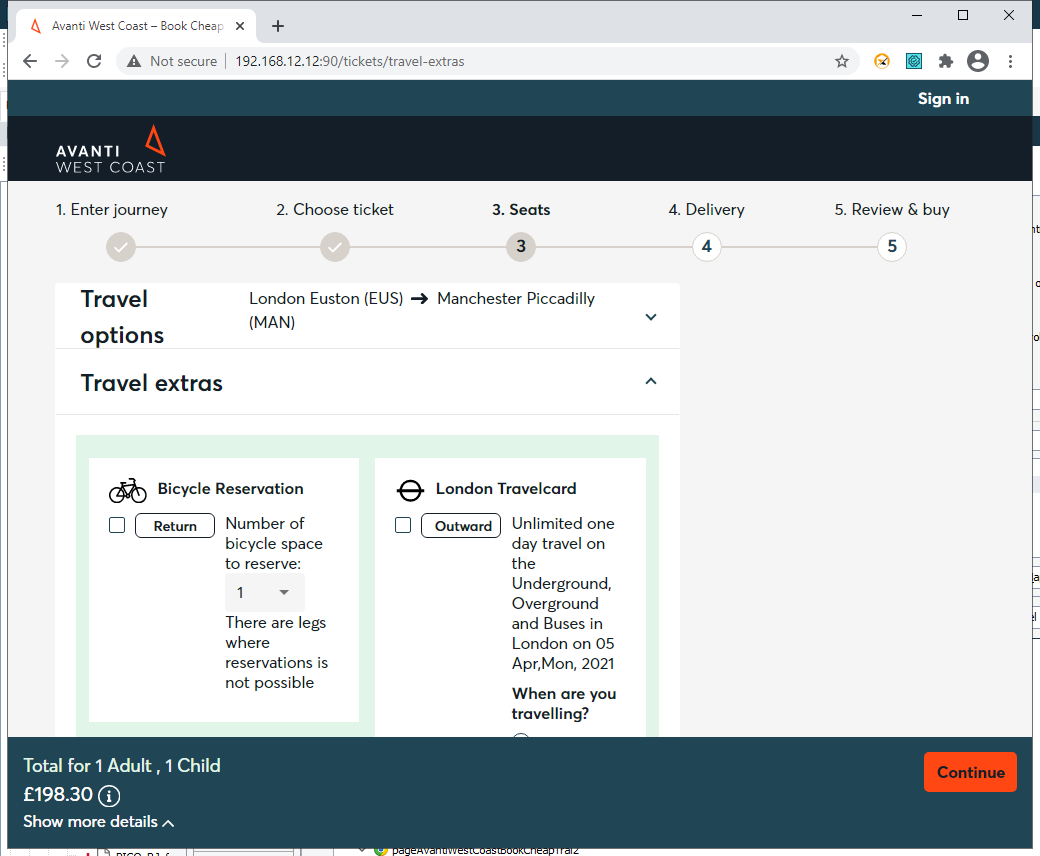 Avanti West Coast – Book Cheap
Not secure 192.168.12.12:90/tickets/travel-extras
Sign in
AVANTI
WEST COAST
1. Enter journey 2. Choose ticket 3. Seats 4. Delivery 5. Review & buy
3 4 5
Travel options
London Euston (EUS) → Manchester Piccadilly
(MAN)
Travel extras
Bicycle Reservation
Return
Number of
bicycle space
to reserve:
1
There are legs
where
reservations is
not possible
London Travelcard
Outward
Unlimited one
day travel on
the
Underground,
Overground
and Buses in
London on 05
Apr,Mon, 2021
When are you
travelling?
Total for 1 Adult , 1 Child
£198.30
Show more details
Continue
pageAvantiWestCoastBookCheapTrai2